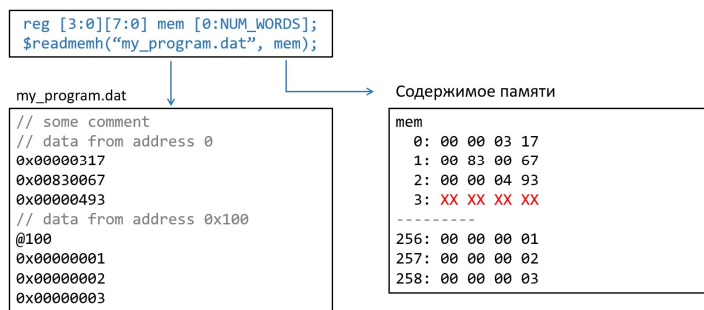 reg [3:0][7:0] mem [0:NUM_WORDS];
$readmemh(“my_program.dat”, mem);
my_program.dat
// some comment
// data from address 0
0x00000317
0x00830067
0x00000493
// data from address 0x100
@100
0x00000001
0x00000002
0x00000003
Содержимое памяти
mem
0: 00 00 03 17
1: 00 83 00 67
2: 00 00 04 93
3: XX XX XX XX
---------
256: 00 00 00 01
257: 00 00 00 02
258: 00 00 00 03